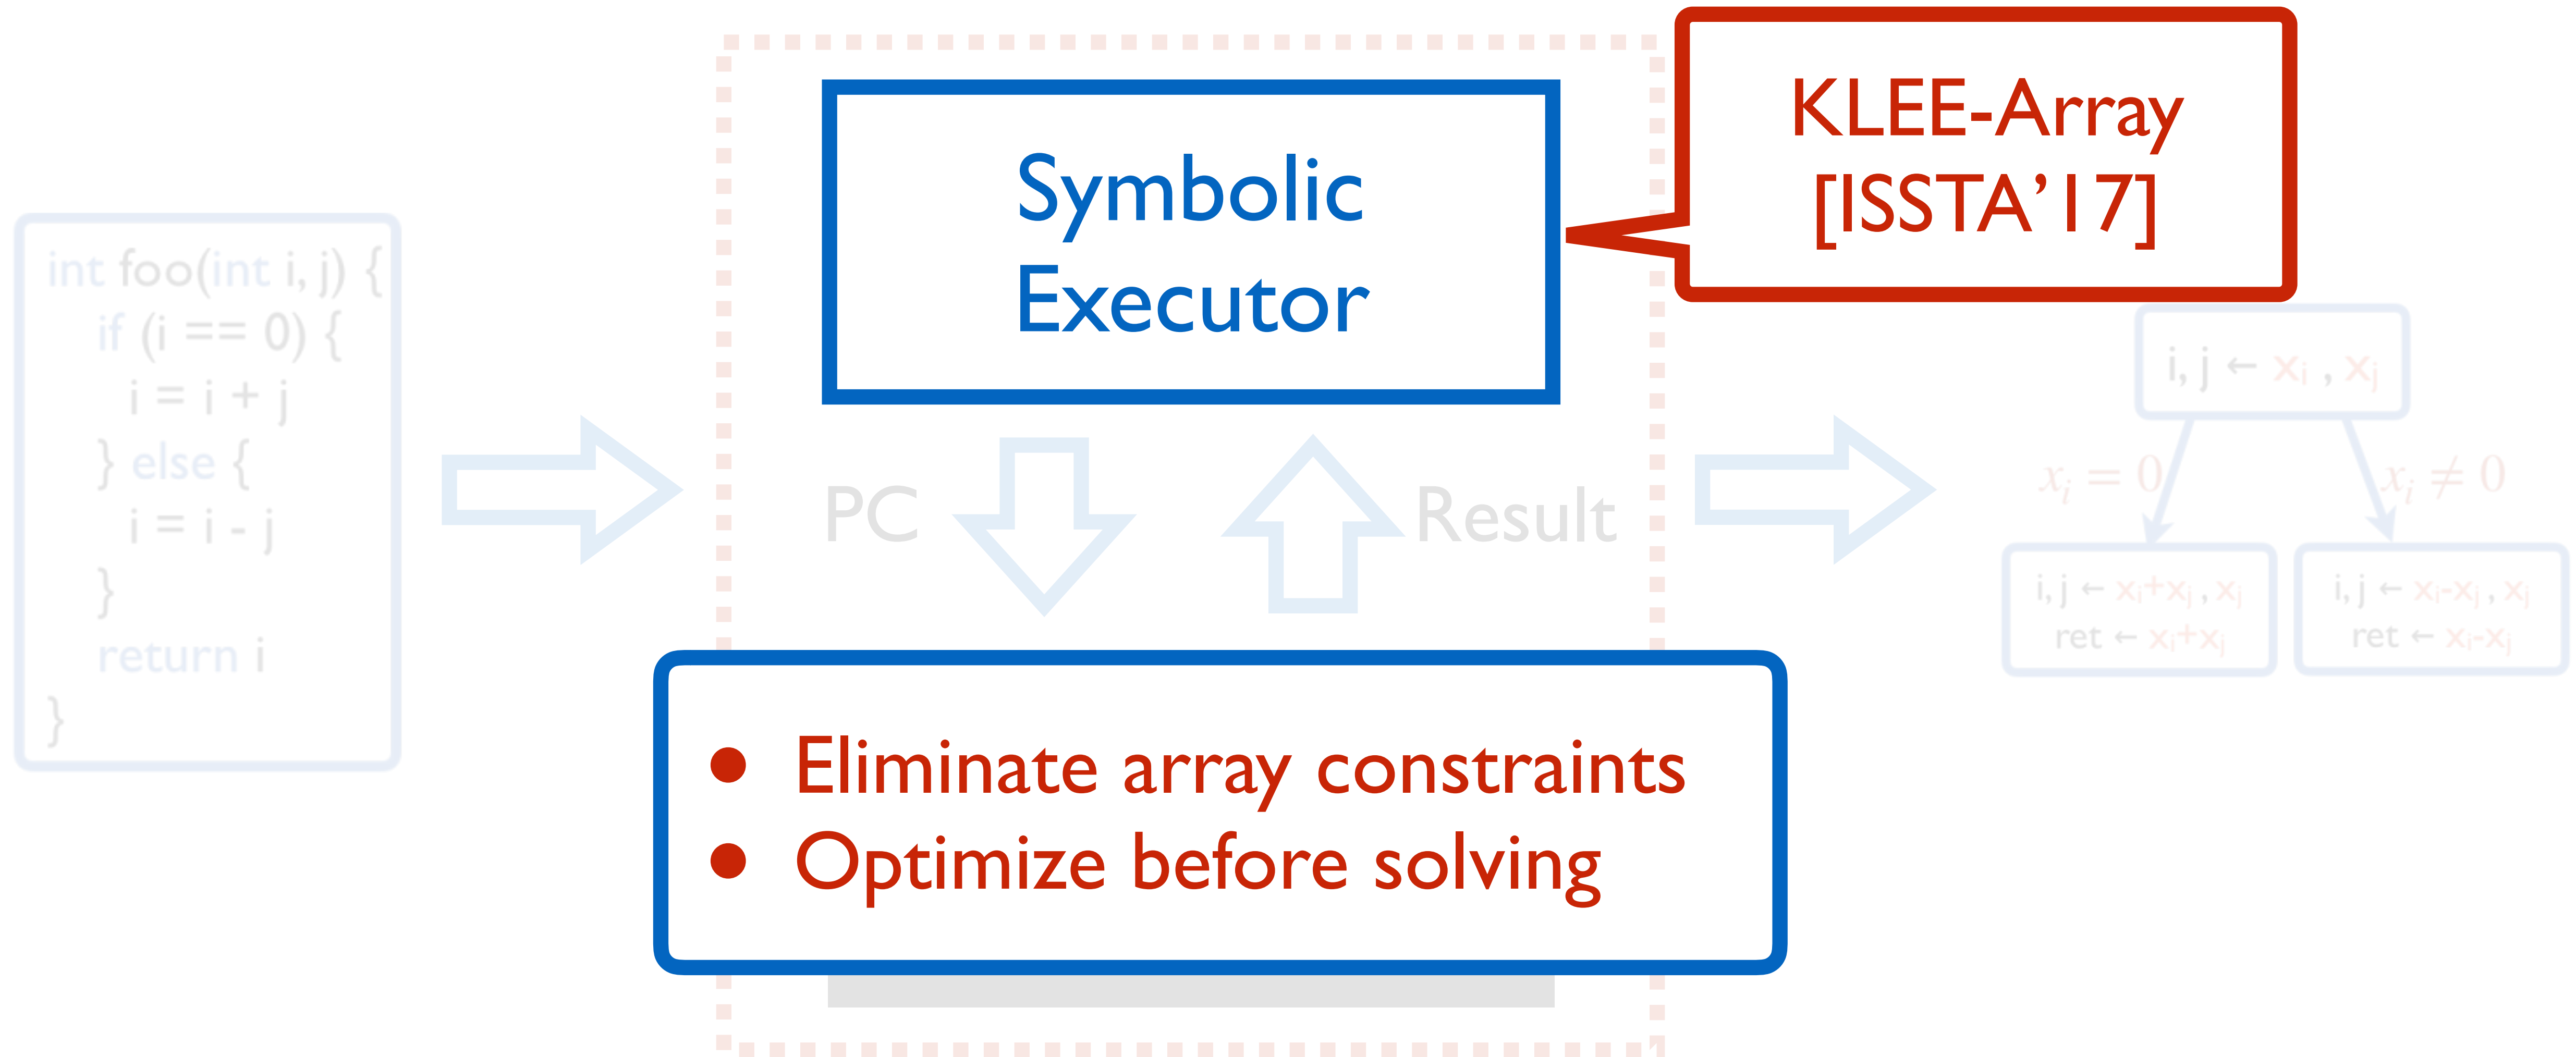 int foo(int i, j) {
if (i == 0) {
i = i + j
} else {
i = i - j
}
return i
}
Symbolic
Executor
KLEE-Array
[ISSTA’17]
PC
Result
• Eliminate array constraints
• Optimize before solving
i, j ← xᵢ , xⱼ
xᵢ = 0
xᵢ ≠ 0
i, j ← xᵢ+xⱼ , xⱼ
ret ← xᵢ+xⱼ
i, j ← xᵢ-xⱼ , xⱼ
ret ← xᵢ-xⱼ